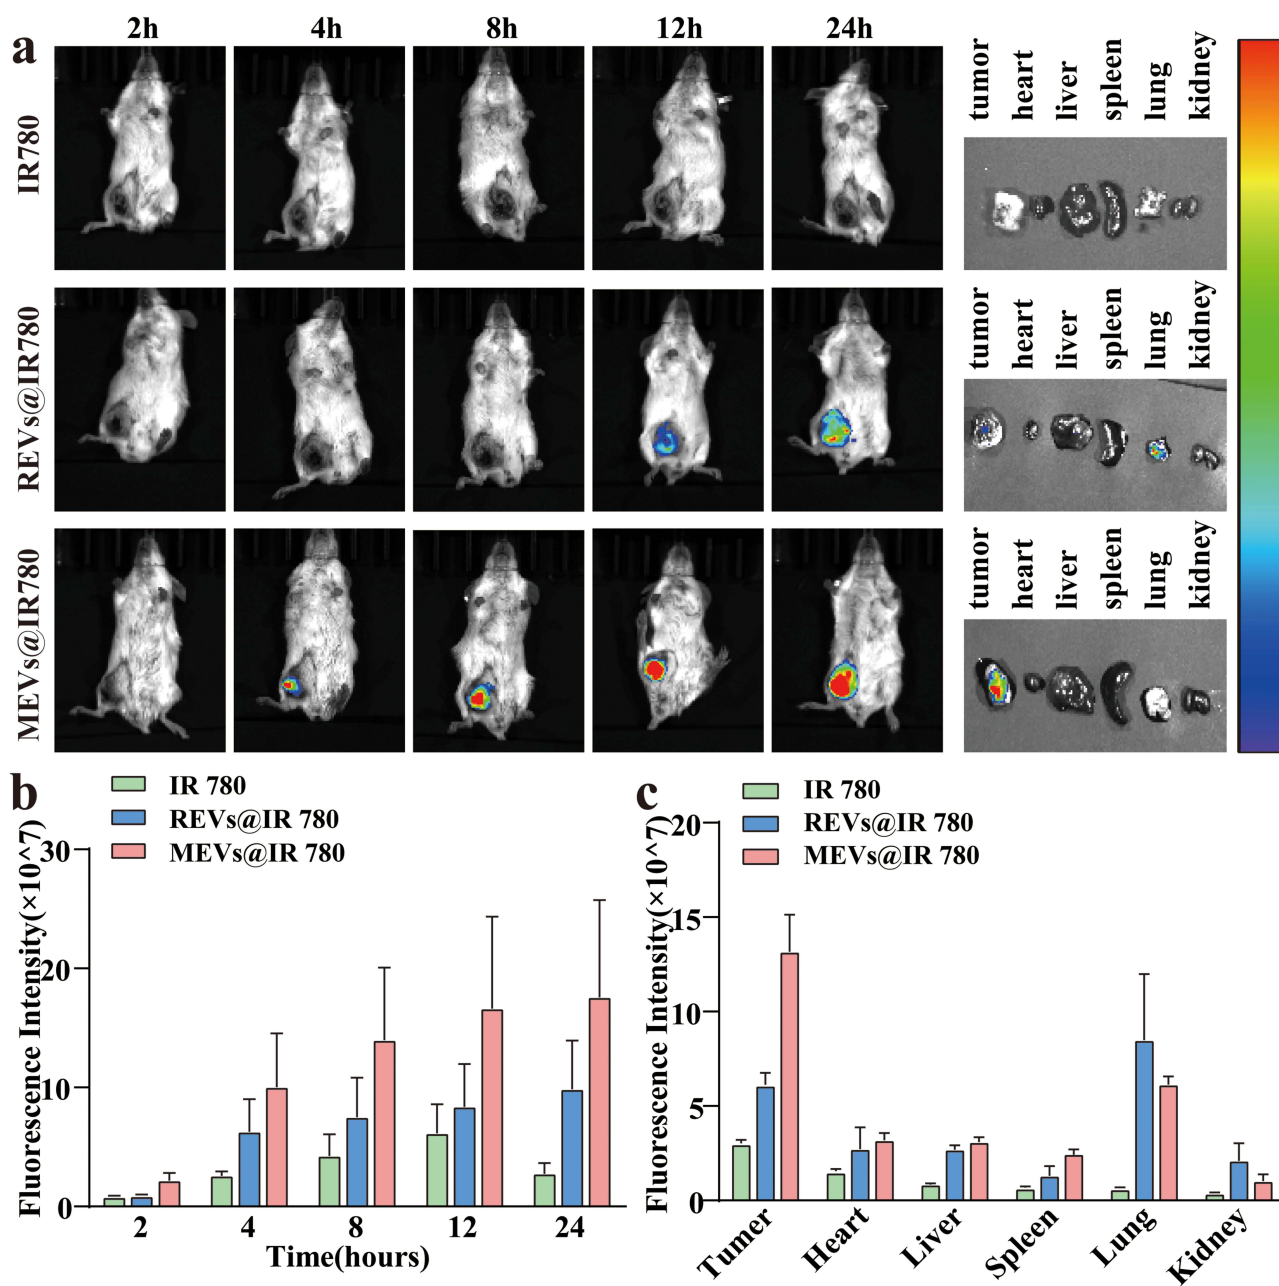 a
2h 4h 8h 12h 24h
IR780
tumor heart liver spleen lung kidney
REVs@IR780
tumor heart liver spleen lung kidney
MEVs@IR780
tumor heart liver spleen lung kidney
b
IR 780
REVs@IR 780
MEVs@IR 780
Fluorescence Intensity(×10^7)
30
20
10
0
2 4 8 12 24
Time(hours)
c
IR 780
REVs@IR 780
MEVs@IR 780
Fluorescence Intensity(×10^7)
20
15
10
5
0
Tumer Heart Liver Spleen Lung Kidney